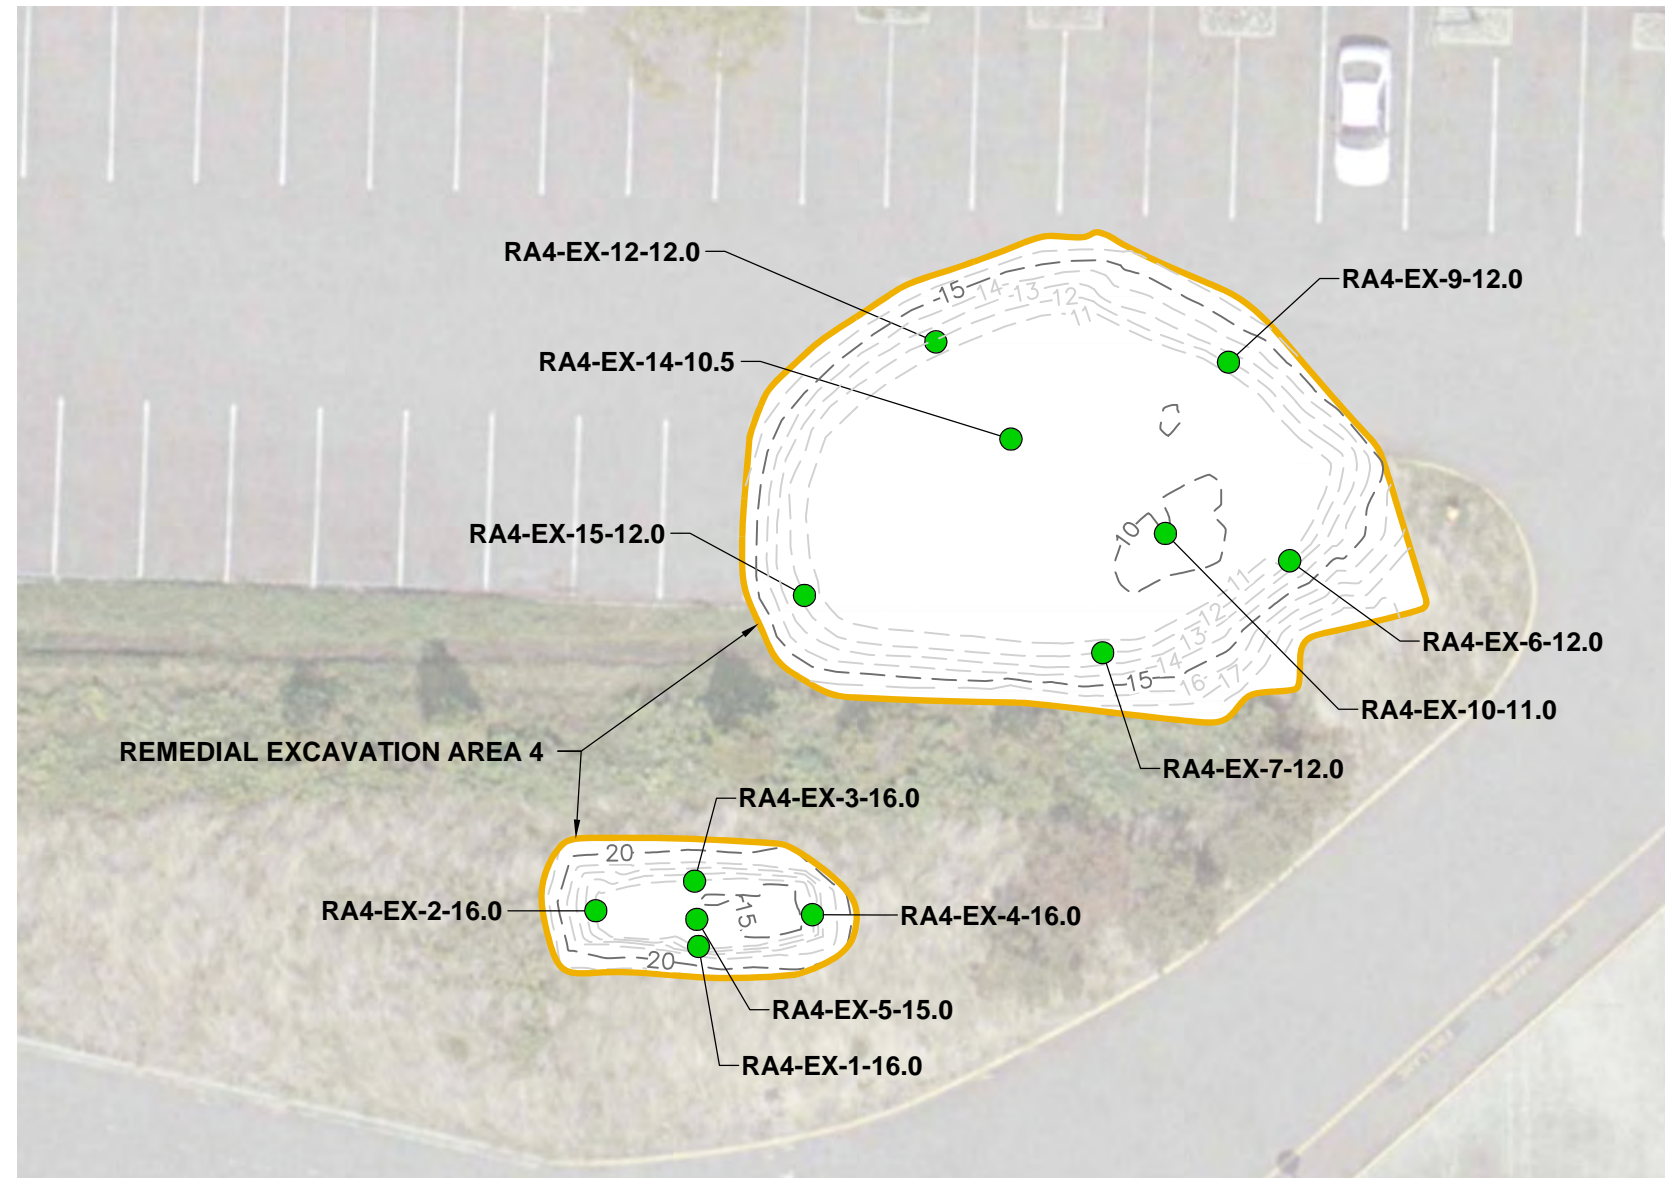 RA4-EX-12-12.0
RA4-EX-9-12.0
15
14
13
12
11
RA4-EX-14-10.5
RA4-EX-15-12.0
10
11
12
13
14
15
16
17
RA4-EX-6-12.0
RA4-EX-10-11.0
RA4-EX-7-12.0
REMEDIAL EXCAVATION AREA 4
RA4-EX-3-16.0
20
RA4-EX-2-16.0
15
RA4-EX-4-16.0
20
RA4-EX-5-15.0
RA4-EX-1-16.0